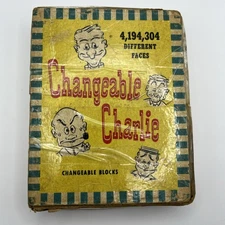 4,194,304
DIFFERENT
FACES
Changeable
Charlie
CHANGEABLE BLOCKS